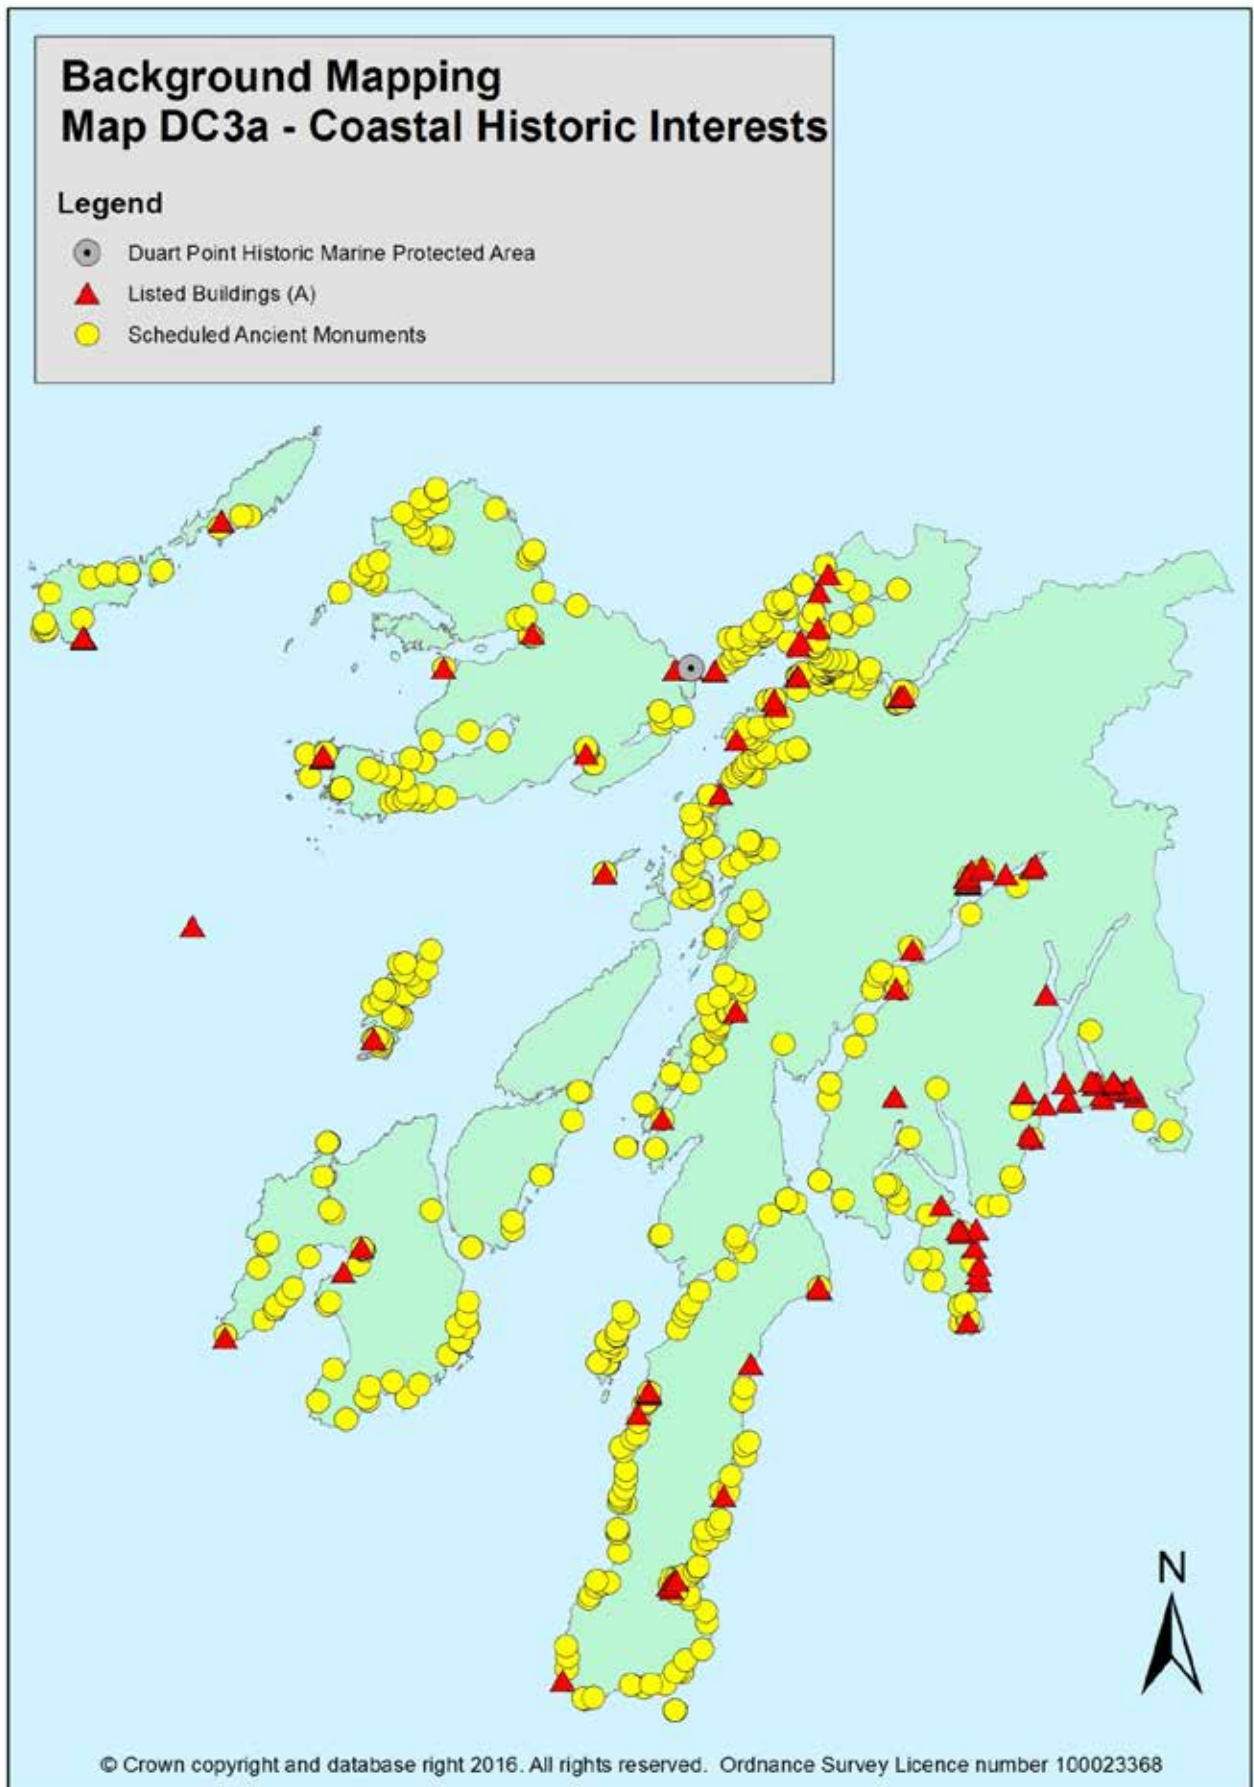 Background Mapping
Map DC3a - Coastal Historic Interests
Legend
Duart Point Historic Marine Protected Area
Listed Buildings (A)
Scheduled Ancient Monuments
N
© Crown copyright and database right 2016. All rights reserved. Ordnance Survey Licence number 100023368